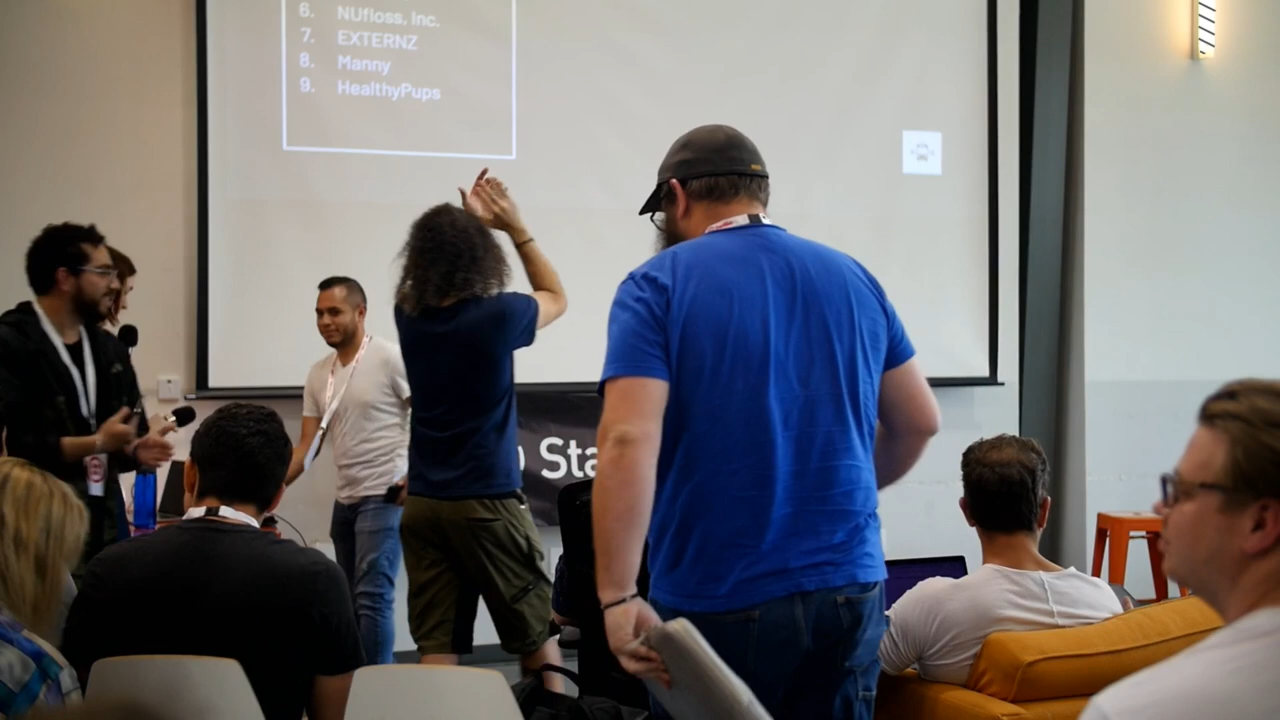 6. NUfloss, Inc.
7. EXTERNZ
8. Manny
9. HealthyPups
Sta